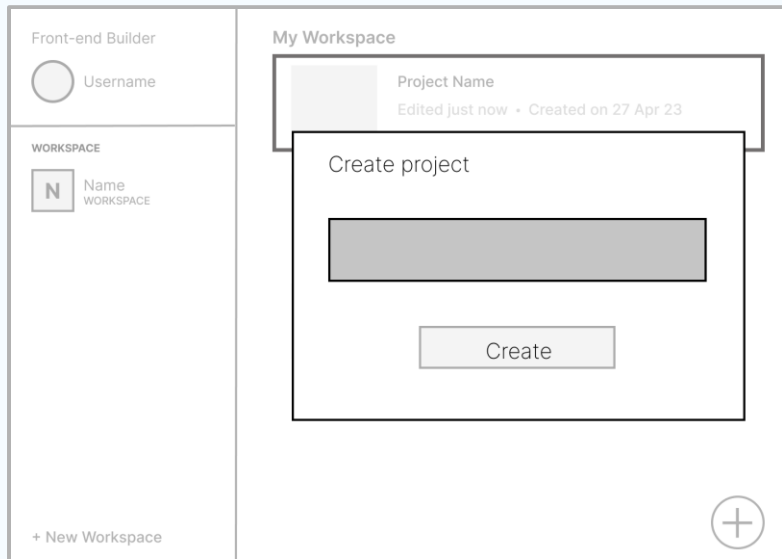 Front-end Builder
Username
WORKSPACE
N
Name
WORKSPACE
+ New Workspace
My Workspace
Project Name
Edited just now • Created on 27 Apr 23
Create project
Create